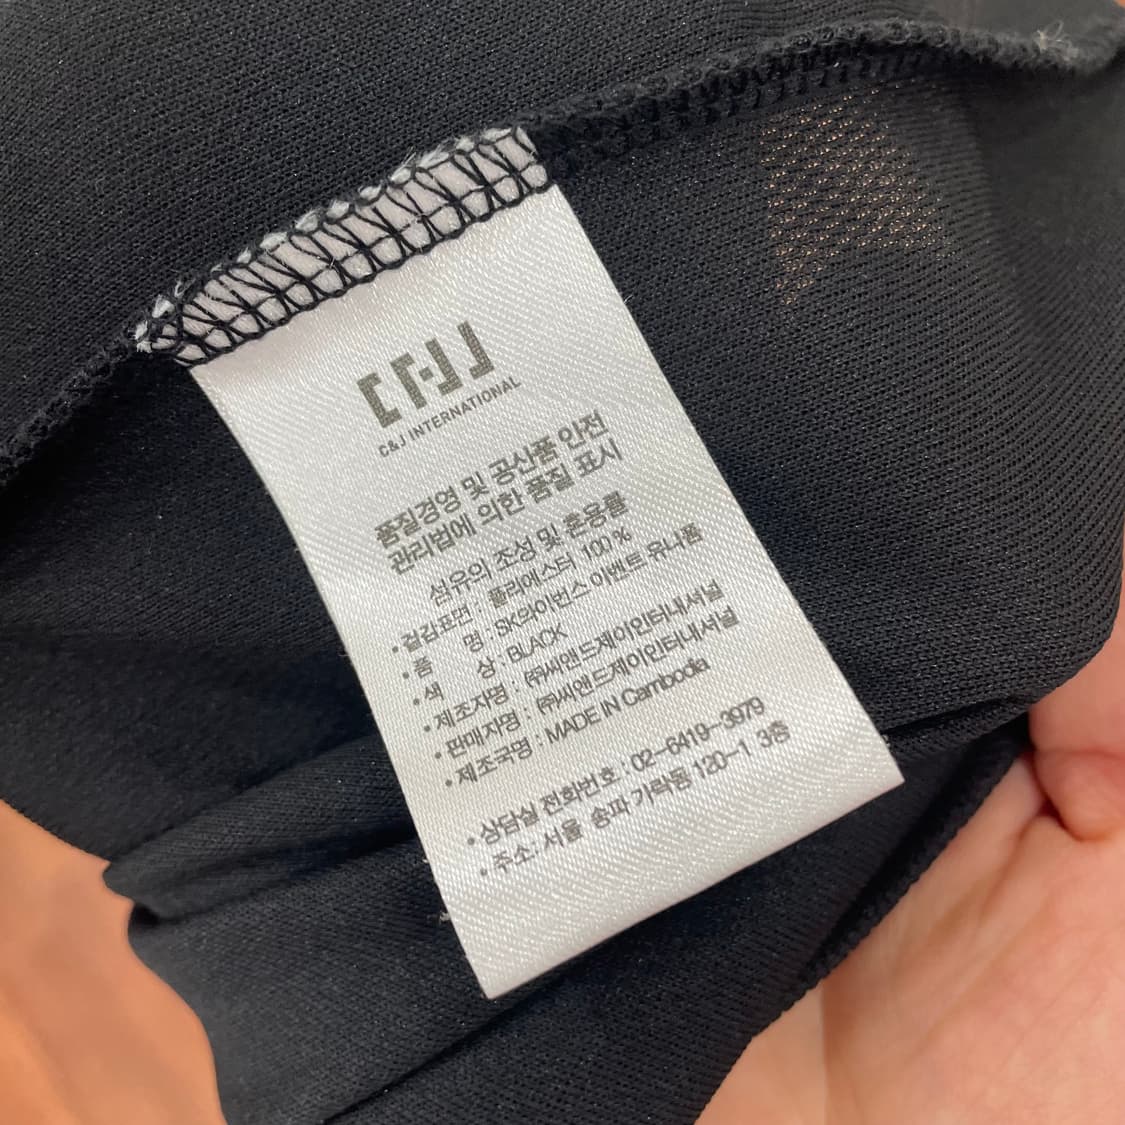 C&J
C&J INTERNATIONAL
품질경영 및 공산품 안전
관리법에 의한 품질 표시
섬유의 조성 및 혼용률
• 겉감표면 : 폴리에스터 100 %
• 품 명 : SK와이번스 이벤트 유니폼
• 색 상 : BLACK
• 제조자명 : ㈜씨앤드제이인터내셔널
• 판매자명 : ㈜씨앤드제이인터내셔널
• 제조국명 : MADE IN Cambodia
• 상담실 전화번호 : 02-6419-3979
• 주소: 서울 송파 가락동 120-1 3층